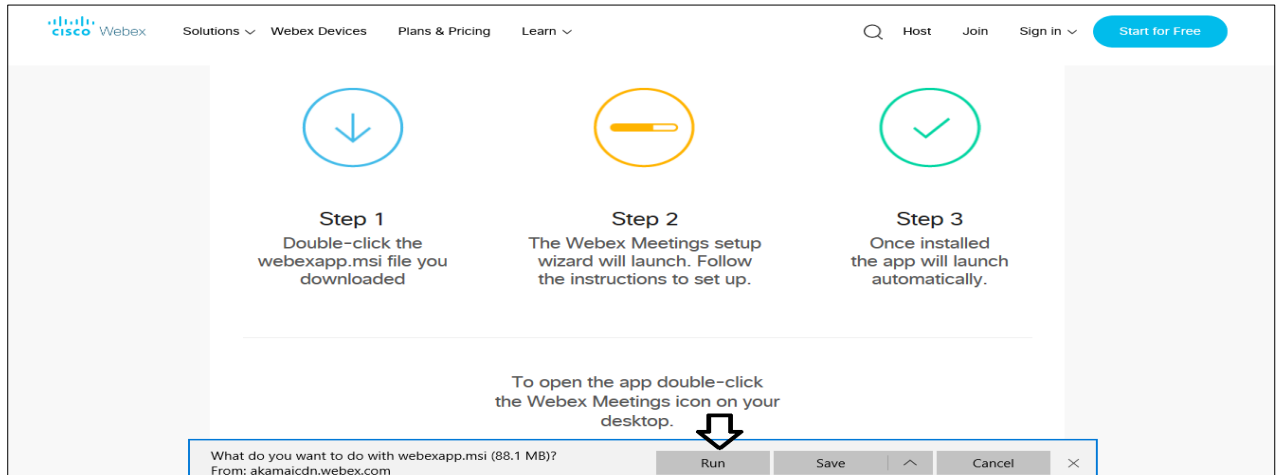 CISCO Webex Solutions Webex Devices Plans & Pricing Learn Host Join Sign in Start for Free
Step 1
Double-click the
webexapp.msi file you
downloaded
Step 2
The Webex Meetings setup
wizard will launch. Follow
the instructions to set up.
Step 3
Once installed
the app will launch
automatically.
To open the app double-click
the Webex Meetings icon on your
desktop.
What do you want to do with webexapp.msi (88.1 MB)?
From: akamaicdn.webex.com
Run Save Cancel